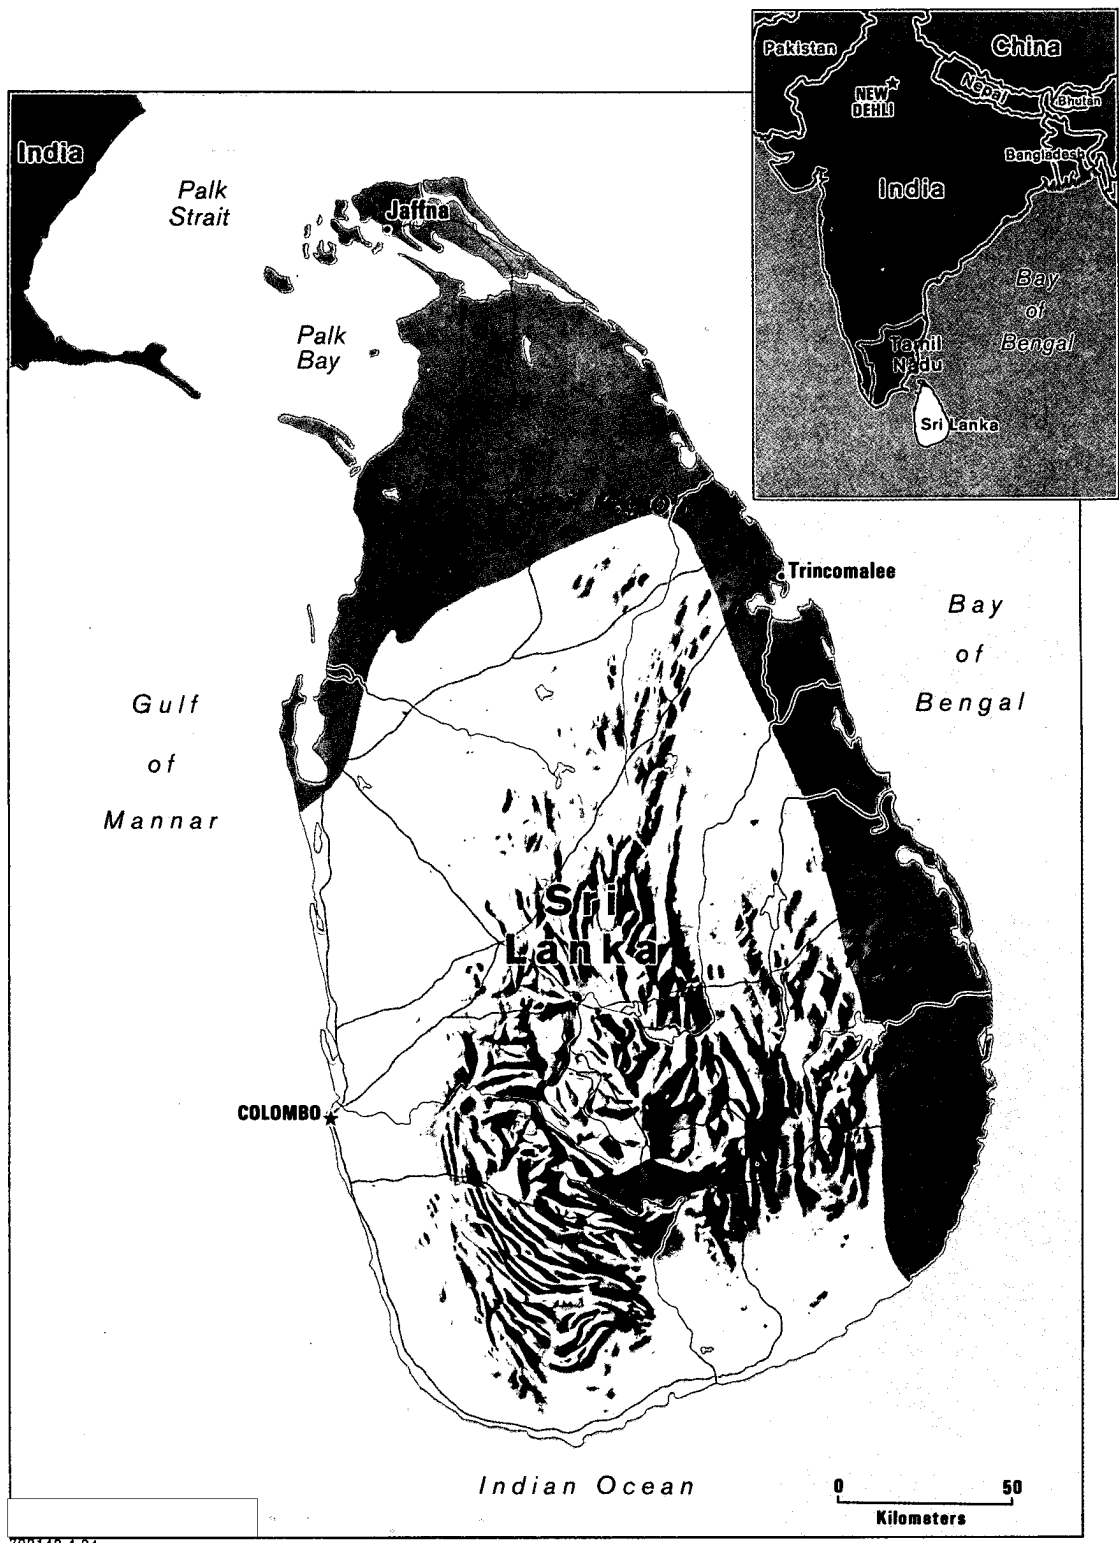 Pakistan
China
NEW
DEHLI
Nepal
Bhutan
Bangladesh
India
Bay
of
Bengal
Tamil
Nadu
Sri Lanka
India
Palk
Strait
Jaffna
Palk
Bay
Trincomalee
Bay
of
Bengal
Gulf
of
Mannar
Sri
Lanka
COLOMBO
Indian Ocean
0 50
Kilometers